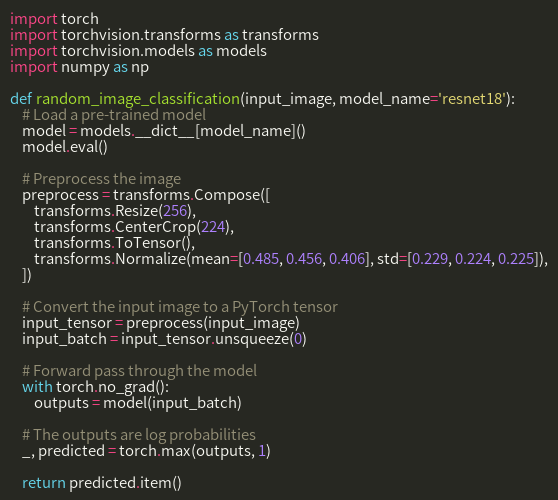 import torch
import torchvision.transforms as transforms
import torchvision.models as models
import numpy as np

def random_image_classification(input_image, model_name='resnet18'):
    # Load a pre-trained model
    model = models.__dict__[model_name]()
    model.eval()

    # Preprocess the image
    preprocess = transforms.Compose([
        transforms.Resize(256),
        transforms.CenterCrop(224),
        transforms.ToTensor(),
        transforms.Normalize(mean=[0.485, 0.456, 0.406], std=[0.229, 0.224, 0.225]),
    ])

    # Convert the input image to a PyTorch tensor
    input_tensor = preprocess(input_image)
    input_batch = input_tensor.unsqueeze(0)

    # Forward pass through the model
    with torch.no_grad():
        outputs = model(input_batch)

    # The outputs are log probabilities
    _, predicted = torch.max(outputs, 1)

    return predicted.item()